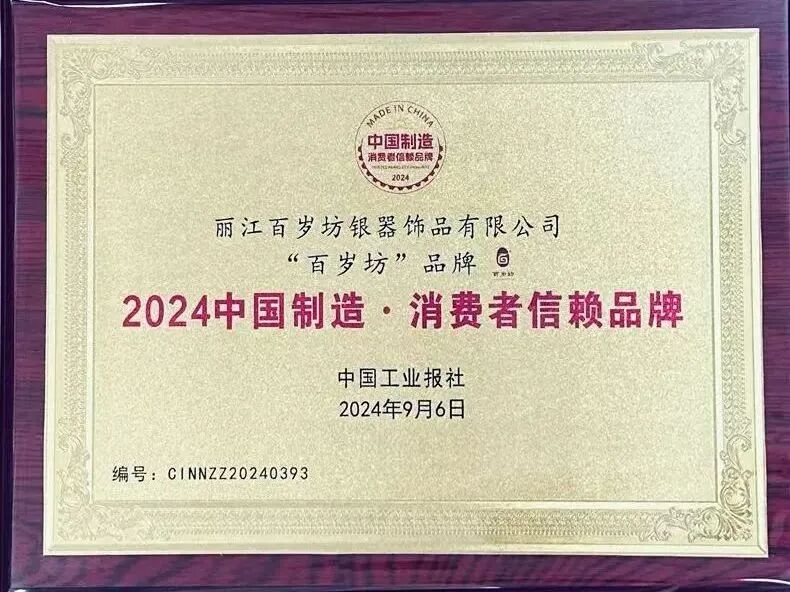 MADE IN CHINA
中国制造
消费者信赖品牌
2024
丽江百岁坊银器饰品有限公司
“百岁坊”品牌
百岁坊
2024中国制造·消费者信赖品牌
中国工业报社
2024年9月6日
编号：CINNZZ20240393